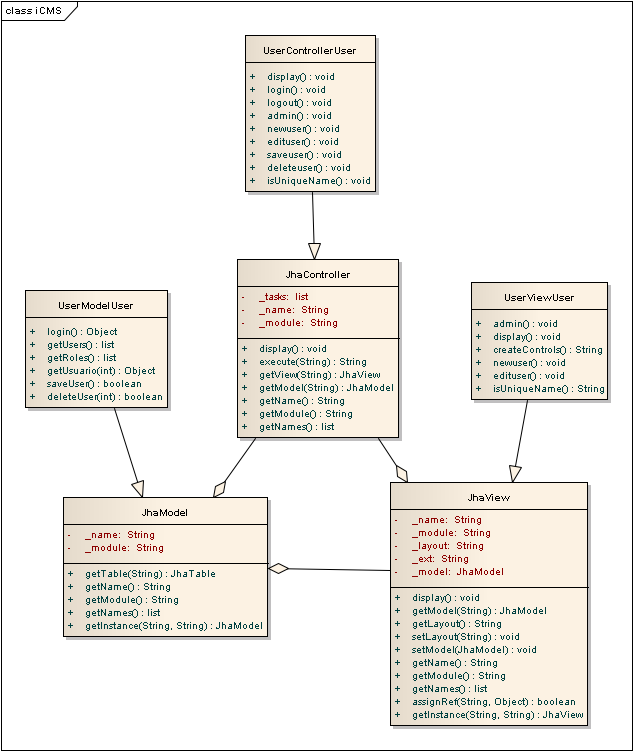 class iCMS
UserControllerUser
+ display() : void
+ login() : void
+ logout() : void
+ admin() : void
+ newuser() : void
+ edituser() : void
+ saveuser() : void
+ deleteuser() : void
+ isUniqueName() : void
JhaController
- _tasks: list
- _name: String
- _module: String
+ display() : void
+ execute(String) : String
+ getView(String) : JhaView
+ getModel(String) : JhaModel
+ getName() : String
+ getModule() : String
+ getNames() : list
UserModelUser
+ login() : Object
+ getUsers() : list
+ getRoles() : list
+ getUsuario(int) : Object
+ saveUser() : boolean
+ deleteUser(int) : boolean
UserViewUser
+ admin() : void
+ display() : void
+ createControls() : String
+ newuser() : void
+ edituser() : void
+ isUniqueName() : String
JhaModel
- _name: String
- _module: String
+ getTable(String) : JhaTable
+ getName() : String
+ getModule() : String
+ getNames() : list
+ getInstance(String, String) : JhaModel
JhaView
- _name: String
- _module: String
- _layout: String
- _ext: String
- _model: JhaModel
+ display() : void
+ getModel(String) : JhaModel
+ getLayout() : String
+ setLayout(String) : void
+ setModel(JhaModel) : void
+ getName() : String
+ getModule() : String
+ getNames() : list
+ assignRef(String, Object) : boolean
+ getInstance(String, String) : JhaView